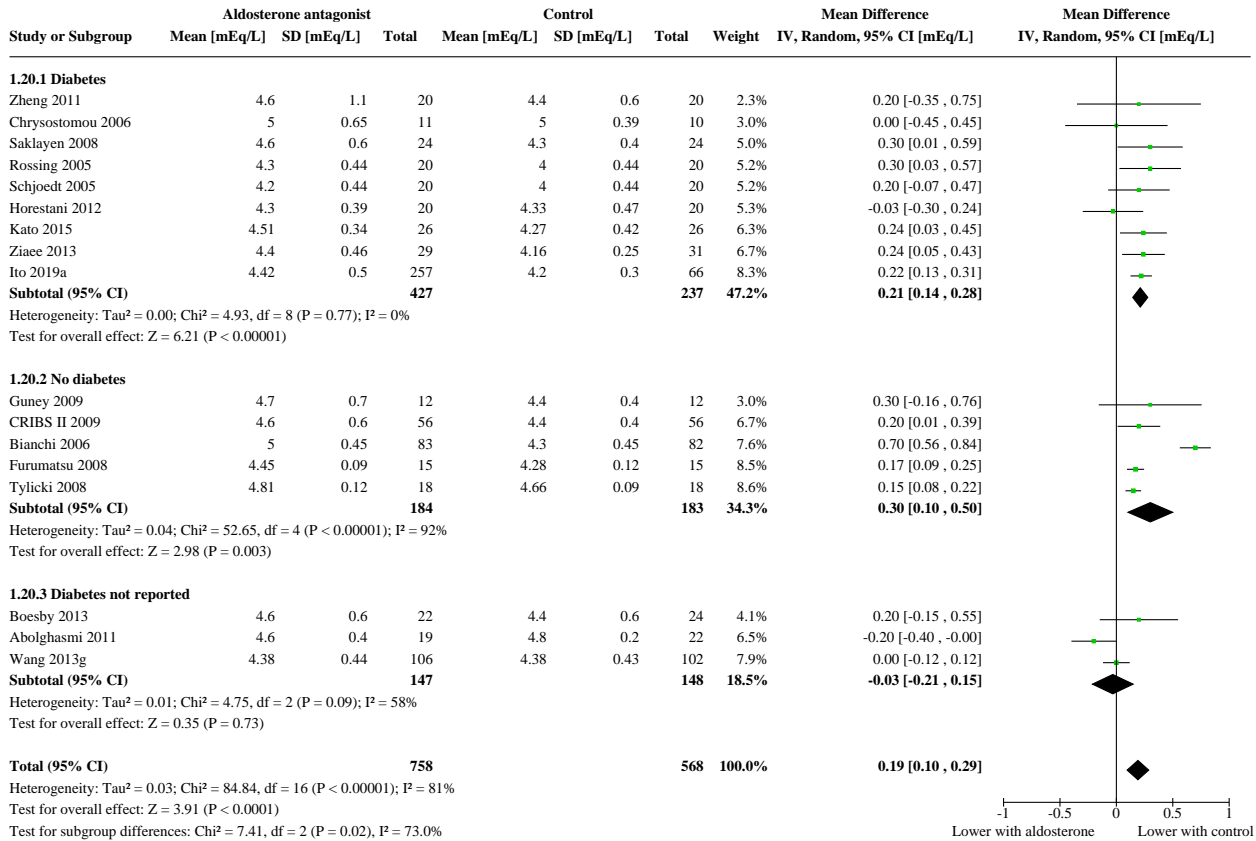 Aldosterone antagonist Control Mean Difference Mean Difference
Study or Subgroup Mean [mEq/L] SD [mEq/L] Total Mean [mEq/L] SD [mEq/L] Total Weight IV, Random, 95% CI [mEq/L] IV, Random, 95% CI [mEq/L]
1.20.1 Diabetes
Zheng 2011 4.6 1.1 20 4.4 0.6 20 2.3% 0.20 [-0.35 , 0.75]
Chrysostomou 2006 5 0.65 11 5 0.39 10 3.0% 0.00 [-0.45 , 0.45]
Saklayen 2008 4.6 0.6 24 4.3 0.4 24 5.0% 0.30 [0.01 , 0.59]
Rossing 2005 4.3 0.44 20 4 0.44 20 5.2% 0.30 [0.03 , 0.57]
Schjoedt 2005 4.2 0.44 20 4 0.44 20 5.2% 0.20 [-0.07 , 0.47]
Horestani 2012 4.3 0.39 20 4.33 0.47 20 5.3% -0.03 [-0.30 , 0.24]
Kato 2015 4.51 0.34 26 4.27 0.42 26 6.3% 0.24 [0.03 , 0.45]
Ziaee 2013 4.4 0.46 29 4.16 0.25 31 6.7% 0.24 [0.05 , 0.43]
Ito 2019a 4.42 0.5 257 4.2 0.3 66 8.3% 0.22 [0.13 , 0.31]
Subtotal (95% CI) 427 237 47.2% 0.21 [0.14 , 0.28]
Heterogeneity: Tau² = 0.00; Chi² = 4.93, df = 8 (P = 0.77); I² = 0%
Test for overall effect: Z = 6.21 (P < 0.00001)
1.20.2 No diabetes
Guney 2009 4.7 0.7 12 4.4 0.4 12 3.0% 0.30 [-0.16 , 0.76]
CRIBS II 2009 4.6 0.6 56 4.4 0.4 56 6.6% 0.20 [0.01 , 0.39]
Bianchi 2006 5 0.45 83 4.3 0.45 82 7.6% 0.70 [0.56 , 0.84]
Furumatsu 2008 4.45 0.09 15 4.28 0.12 15 8.5% 0.17 [0.09 , 0.25]
Tylicki 2008 4.81 0.12 18 4.66 0.09 18 8.6% 0.15 [0.08 , 0.22]
Subtotal (95% CI) 184 183 34.3% 0.30 [0.10 , 0.50]
Heterogeneity: Tau² = 0.04; Chi² = 52.65, df = 4 (P < 0.00001); I² = 92%
Test for overall effect: Z = 2.98 (P = 0.003)
1.20.3 Diabetes not reported
Boesby 2013 4.6 0.6 22 4.4 0.6 24 4.1% 0.20 [-0.15 , 0.55]
Abolghasmi 2011 4.6 0.4 19 4.8 0.2 22 6.5% -0.20 [-0.40 , -0.00]
Wang 2013g 4.38 0.44 106 4.38 0.43 102 7.9% 0.00 [-0.12 , 0.12]
Subtotal (95% CI) 147 148 18.5% -0.03 [-0.21 , 0.15]
Heterogeneity: Tau² = 0.01; Chi² = 4.75, df = 2 (P = 0.09); I² = 58%
Test for overall effect: Z = 0.35 (P = 0.73)
Total (95% CI) 758 568 100.0% 0.19 [0.10 , 0.29]
Heterogeneity: Tau² = 0.03; Chi² = 84.84, df = 16 (P < 0.00001); I² = 81%
Test for overall effect: Z = 3.91 (P < 0.0001)
Test for subgroup differences: Chi² = 7.41, df = 2 (P = 0.02), I² = 73.0%
-1 -0.5 0 0.5 1
Lower with aldosterone Lower with control